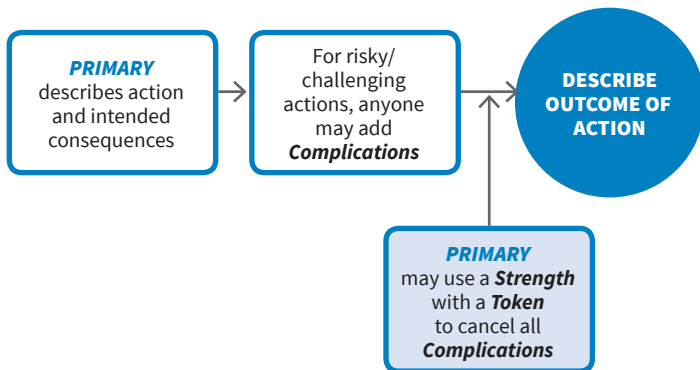 PRIMARY
describes action
and intended
consequences
For risky/
challenging
actions, anyone
may add
Complications
DESCRIBE
OUTCOME OF
ACTION
PRIMARY
may use a Strength
with a Token
to cancel all
Complications